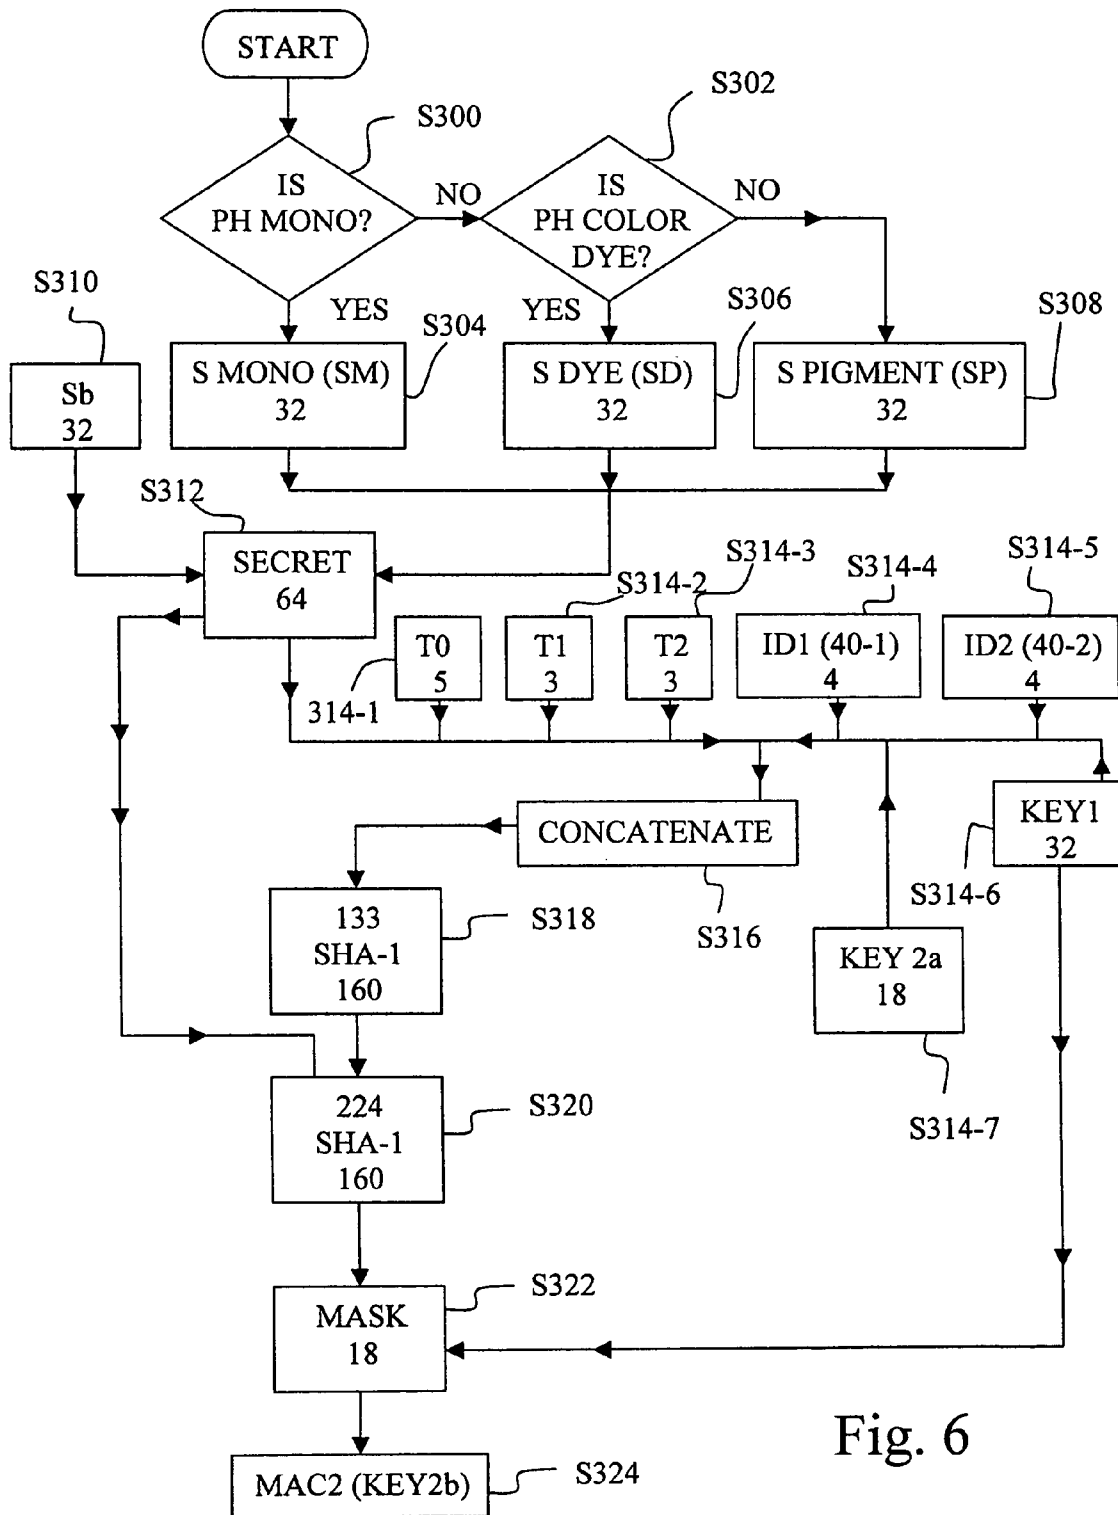 START
S300
S302
IS
PH MONO?
NO
IS
PH COLOR
DYE?
NO
S310
YES
S304
YES
S306
S308
Sb
32
S MONO (SM)
32
S DYE (SD)
32
S PIGMENT (SP)
32
S312
SECRET
64
S314-2
S314-3
S314-4
S314-5
314-1
T0
5
T1
3
T2
3
ID1 (40-1)
4
ID2 (40-2)
4
CONCATENATE
KEY1
32
S314-6
S316
133
SHA-1
160
S318
KEY 2a
18
S314-7
224
SHA-1
160
S320
MASK
18
S322
MAC2 (KEY2b)
S324
Fig. 6